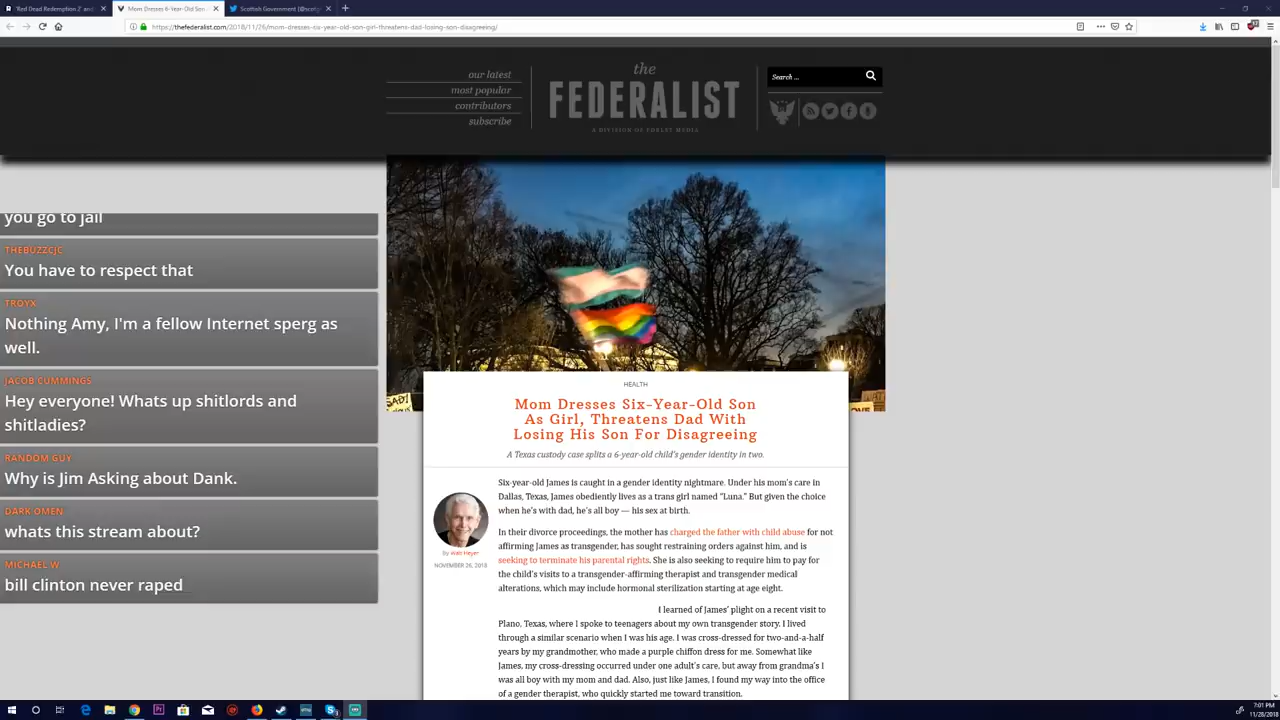 'Red Dead Redemption 2' and
Mom Dresses 6-Year-Old Son
Scottish Government (@scotg
https://thefederalist.com/2018/11/26/mom-dresses-six-year-old-son-girl-threatens-dad-losing-son-disagreeing/
our latest
most popular
contributors
subscribe
the
FEDERALIST
A DIVISION OF FDRLST MEDIA
Search ...
you go to jail
THEBUZZCJC
You have to respect that
TROYX
Nothing Amy, I'm a fellow Internet sperg as
well.
JACOB CUMMINGS
Hey everyone! Whats up shitlords and
shitladies?
RANDOM GUY
Why is Jim Asking about Dank.
DARK OMEN
whats this stream about?
MICHAEL W
bill clinton never raped
HEALTH
Mom Dresses Six-Year-Old Son
As Girl, Threatens Dad With
Losing His Son For Disagreeing
A Texas custody case splits a 6-year-old child's gender identity in two.
By Walt Heyer
NOVEMBER 26, 2018
Six-year-old James is caught in a gender identity nightmare. Under his mom's care in
Dallas, Texas, James obediently lives as a trans girl named "Luna." But given the choice
when he's with dad, he's all boy — his sex at birth.
In their divorce proceedings, the mother has charged the father with child abuse for not
affirming James as transgender, has sought restraining orders against him, and is
seeking to terminate his parental rights. She is also seeking to require him to pay for
the child's visits to a transgender-affirming therapist and transgender medical
alterations, which may include hormonal sterilization starting at age eight.
I learned of James' plight on a recent visit to
Plano, Texas, where I spoke to teenagers about my own transgender story. I lived
through a similar scenario when I was his age. I was cross-dressed for two-and-a-half
years by my grandmother, who made a purple chiffon dress for me. Somewhat like
James, my cross-dressing occurred under one adult's care, but away from grandma's I
was all boy with my mom and dad. Also, just like James, I found my way into the office
of a gender therapist, who quickly started me toward transition.
7:01 PM
11/28/2018